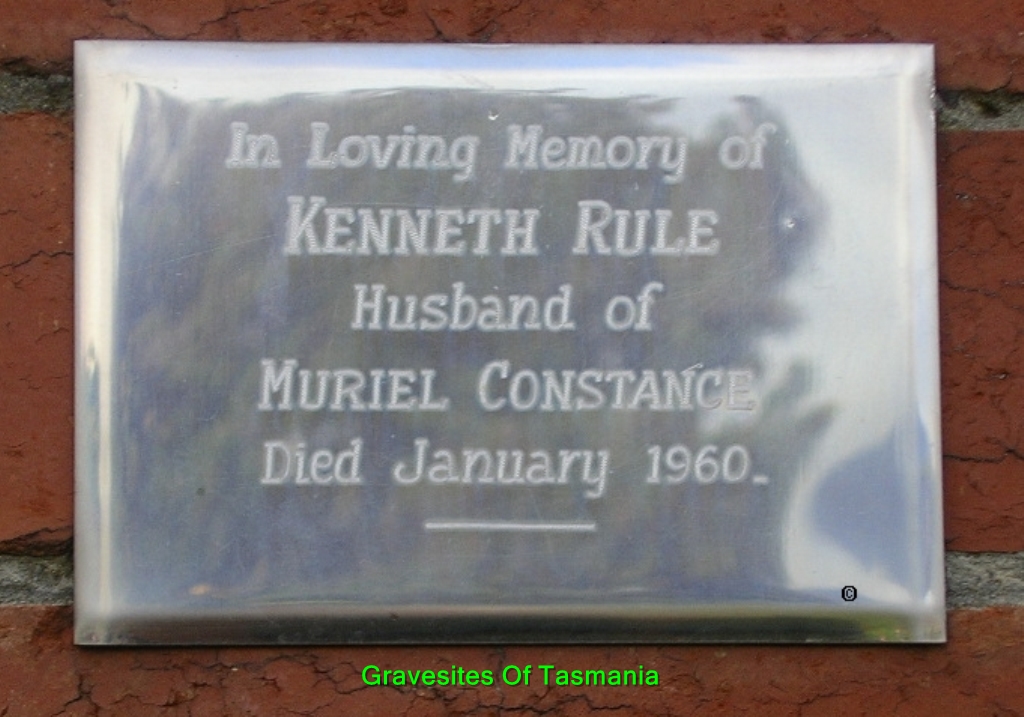 In Loving Memory of
KENNETH RULE
Husband of
MURIEL CONSTANCE
Died January 1960.
©
Gravesites Of Tasmania